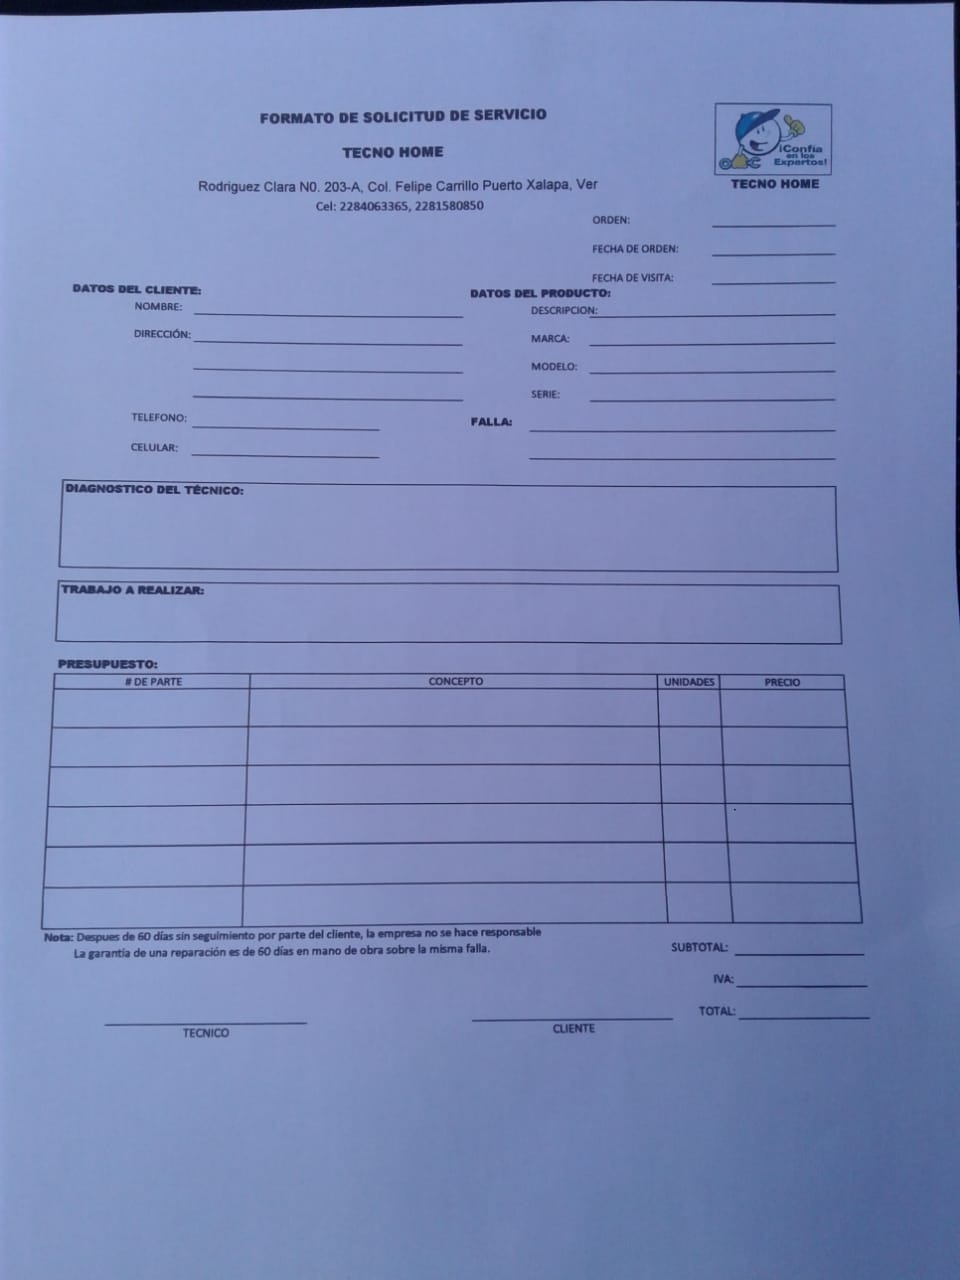 FORMATO DE SOLICITUD DE SERVICIO
TECNO HOME
Rodriguez Clara N0. 203-A, Col. Felipe Carrillo Puerto Xalapa, Ver
Cel: 2284063365, 2281580850
¡Confia
en los
Expertos!
TECNO HOME
ORDEN:
FECHA DE ORDEN:
FECHA DE VISITA:
DATOS DEL CLIENTE:
NOMBRE:
DIRECCIÓN:
TELEFONO:
CELULAR:
DATOS DEL PRODUCTO:
DESCRIPCION:
MARCA:
MODELO:
SERIE:
FALLA:
DIAGNOSTICO DEL TÉCNICO:
TRABAJO A REALIZAR:
PRESUPUESTO:
# DE PARTE CONCEPTO UNIDADES PRECIO
Nota: Despues de 60 días sin seguimiento por parte del cliente, la empresa no se hace responsable
La garantia de una reparación es de 60 días en mano de obra sobre la misma falla.
SUBTOTAL:
IVA:
TOTAL:
TECNICO
CLIENTE